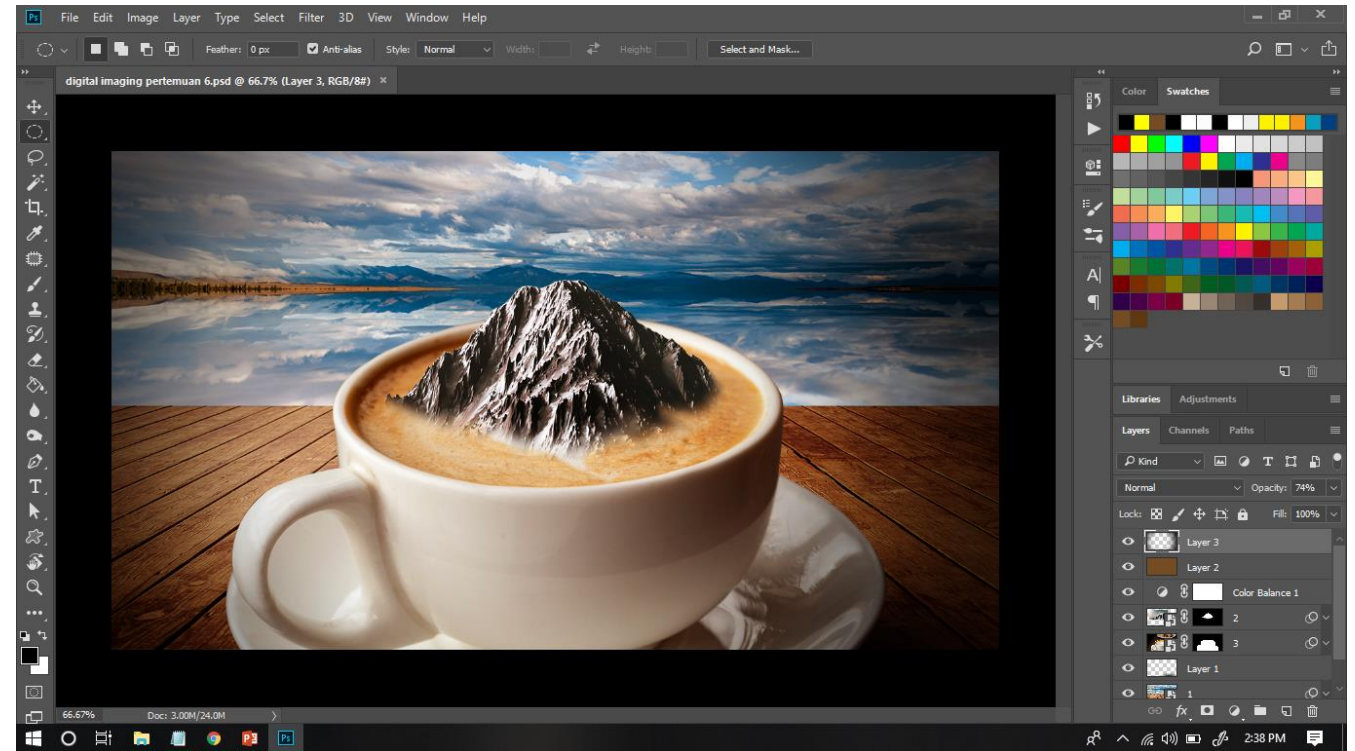 Ps File Edit Image Layer Type Select Filter 3D View Window Help
Feather: 0 px Anti-alias Style: Normal Width: Height: Select and Mask...
digital imaging pertemuan 6.psd @ 66.7% (Layer 3, RGB/8#) ×
Color Swatches
Libraries Adjustments
Layers Channels Paths
Kind
Normal Opacity: 74%
Lock: Fill: 100%
Layer 3
Layer 2
Color Balance 1
2
3
Layer 1
1
fx
66.67% Doc: 3.00M/24.0M
Ps 2:38 PM